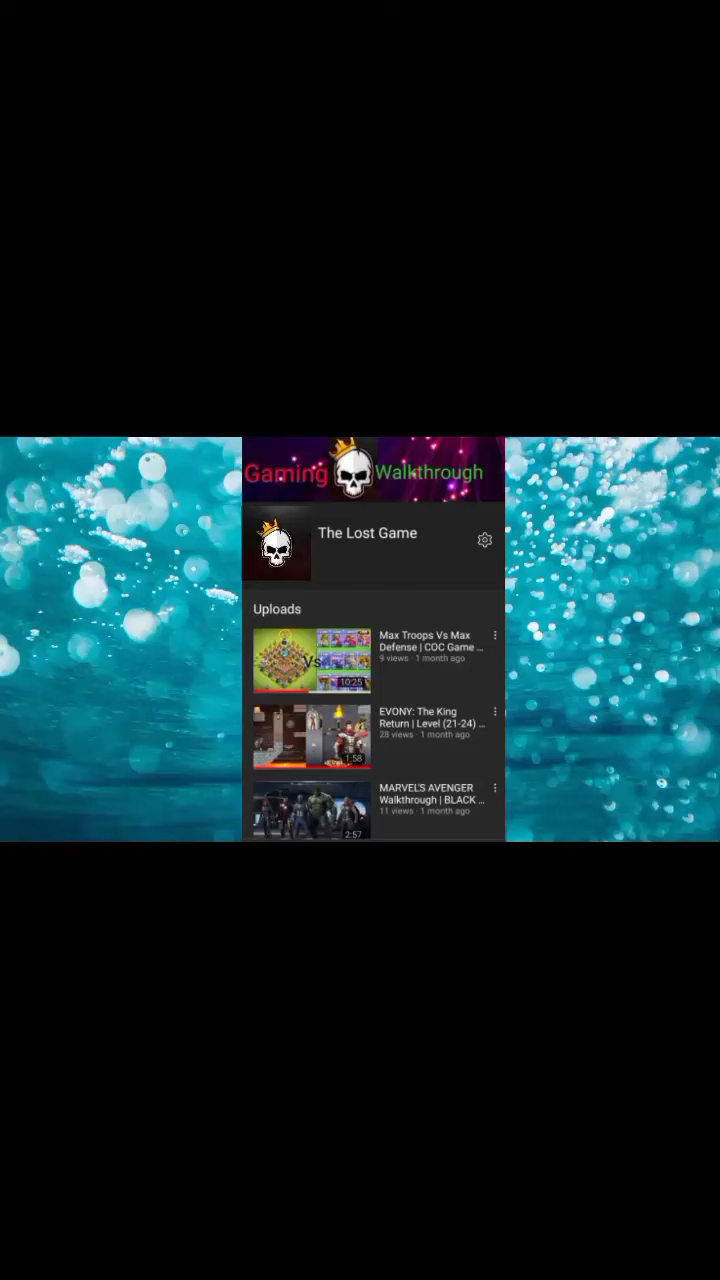 Gaming Walkthrough
The Lost Game
Uploads
Max Troops Vs Max
Defense | COC Game ...
9 views · 1 month ago
Vs
10:25
EVONY: The King
Return | Level (21-24) ...
28 views · 1 month ago
1:58
MARVEL'S AVENGER
Walkthrough | BLACK ...
11 views · 1 month ago
2:57